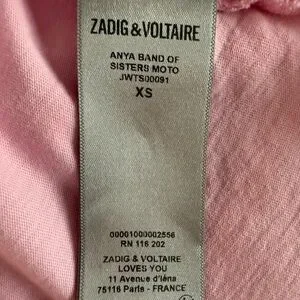 ZADIG & VOLTAIRE
ANYA BAND OF
SISTERS MOTO
JWTS00091
XS
00001000002556
RN 116 202
ZADIG & VOLTAIRE
LOVES YOU
11 Avenue d'Iéna
75116 Paris - FRANCE